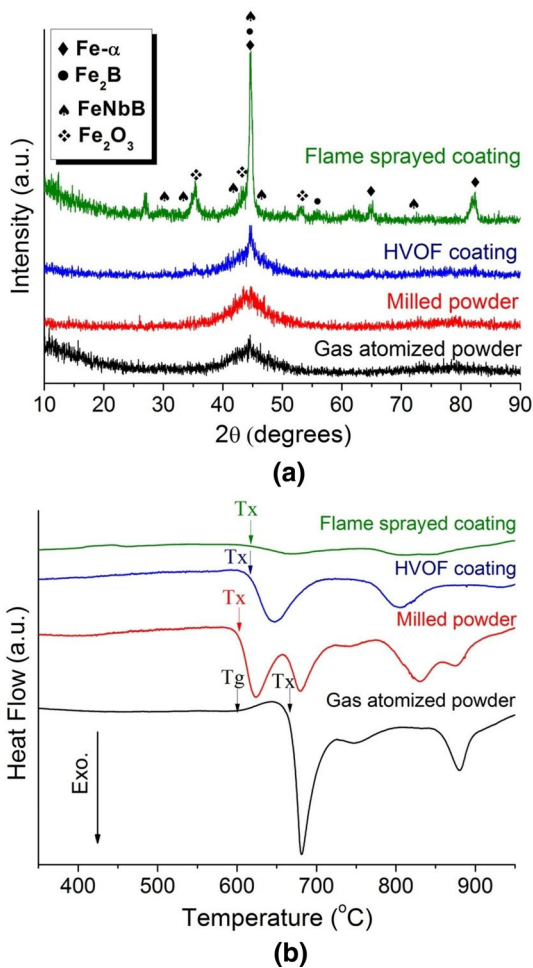 ♦ Fe-α
● Fe₂B
♠ FeNbB
❖ Fe₂O₃
Flame sprayed coating
HVOF coating
Milled powder
Gas atomized powder
Intensity (a.u.)
10 20 30 40 50 60 70 80 90
2θ (degrees)
(a)
Tx
Flame sprayed coating
Tx
HVOF coating
Tx
Milled powder
Tg Tx
Gas atomized powder
Exo.
Heat Flow (a.u.)
400 500 600 700 800 900
Temperature (°C)
(b)